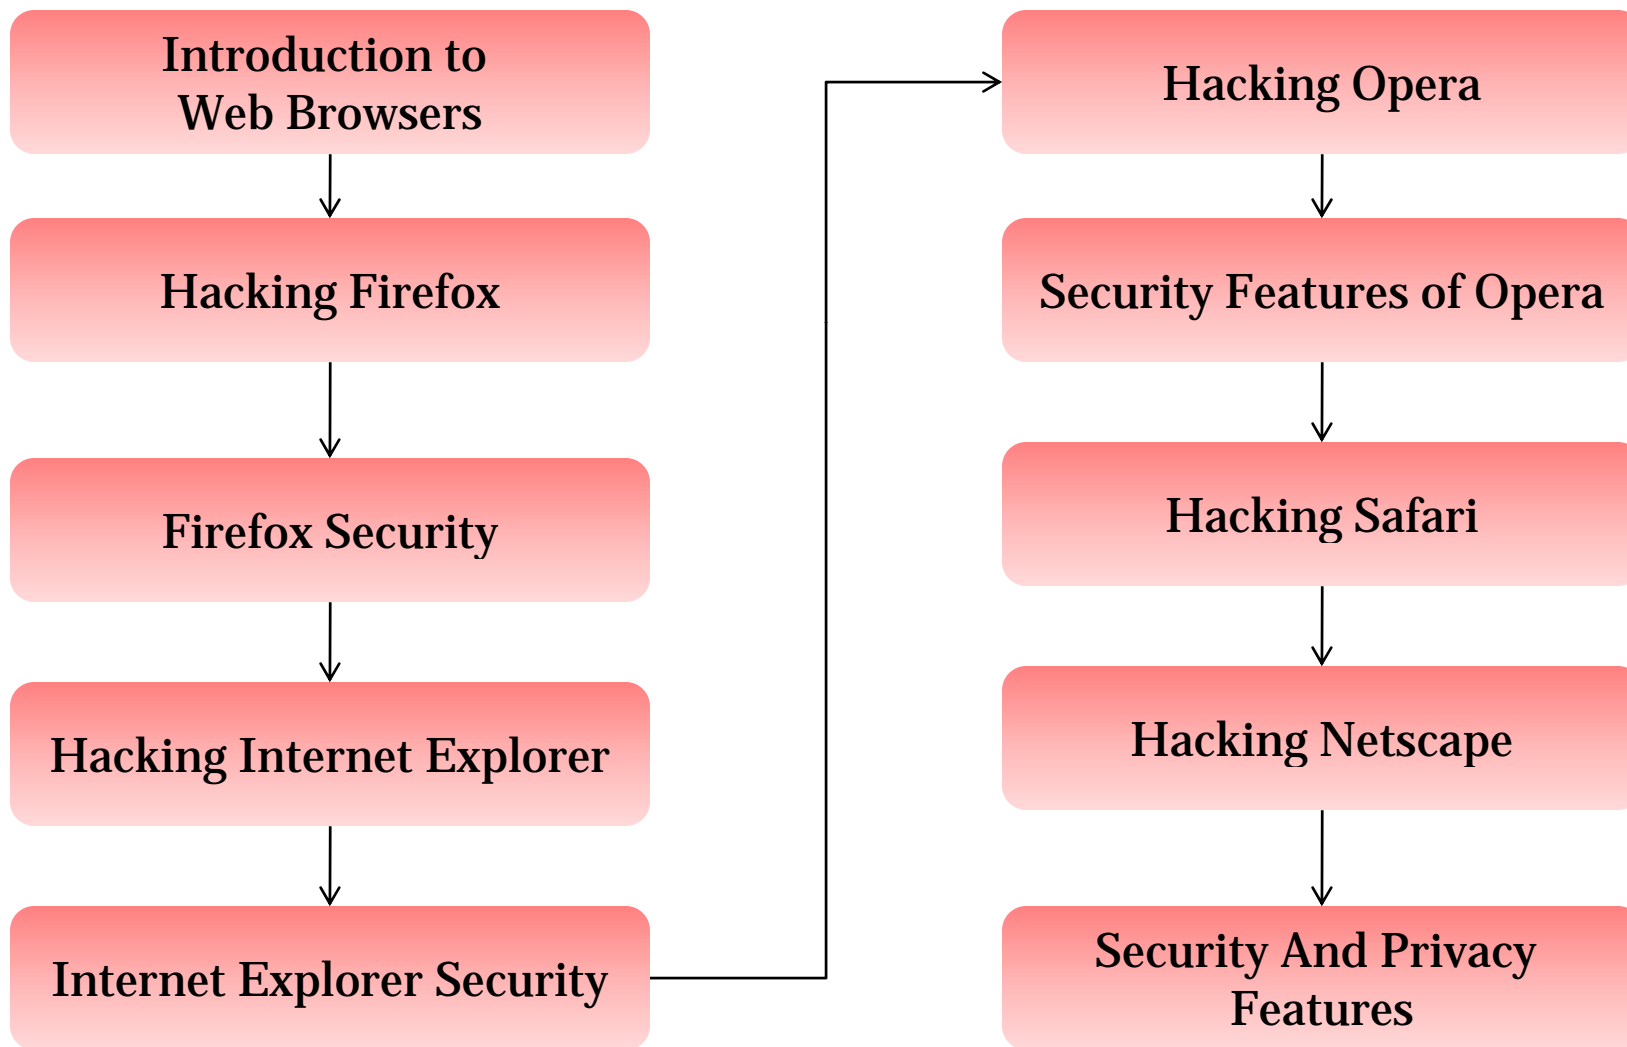 Introduction to
Web Browsers
Hacking Firefox
Firefox Security
Hacking Internet Explorer
Internet Explorer Security
Hacking Opera
Security Features of Opera
Hacking Safari
Hacking Netscape
Security And Privacy
Features